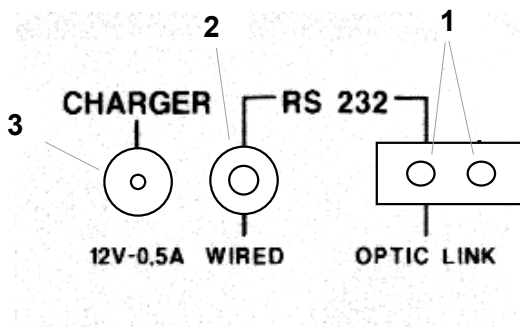 2
1
CHARGER
RS 232
3
12V-0,5A
WIRED
OPTIC LINK